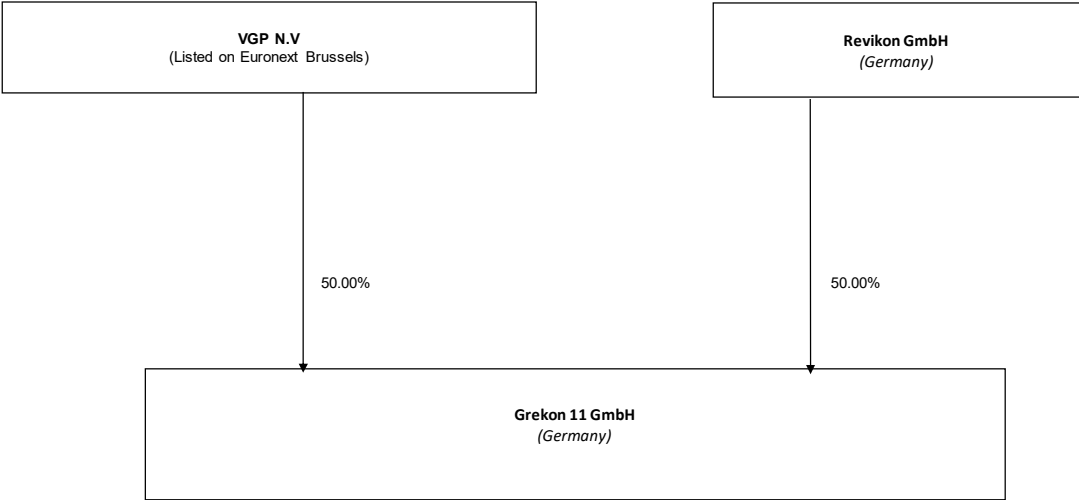 VGP N.V
(Listed on Euronext Brussels)
Revikon GmbH
(Germany)
50.00%
50.00%
Grekon 11 GmbH
(Germany)